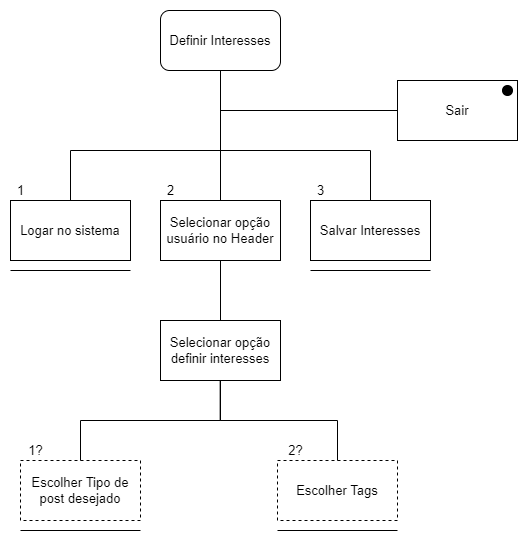 Definir Interesses
Sair
1
2
3
Logar no sistema
Selecionar opção
usuário no Header
Salvar Interesses
Selecionar opção
definir interesses
1?
2?
Escolher Tipo de
post desejado
Escolher Tags